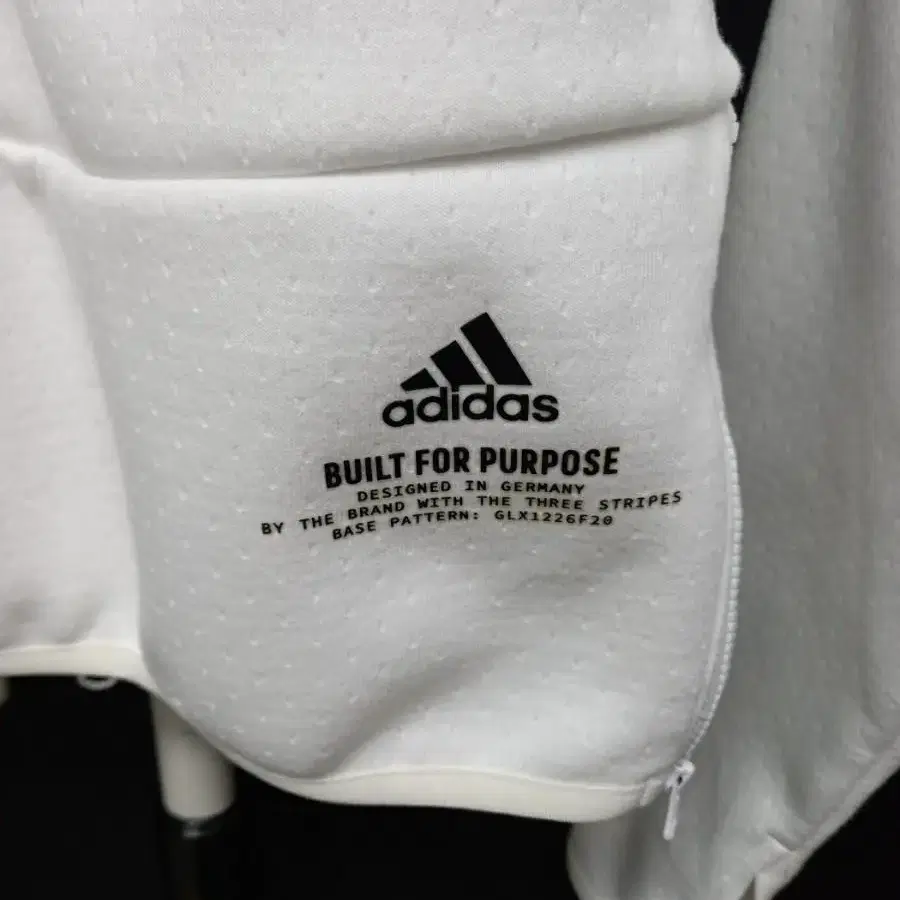 adidas
BUILT FOR PURPOSE
DESIGNED IN GERMANY
BY THE BRAND WITH THE THREE STRIPES
BASE PATTERN: GLX1226F20